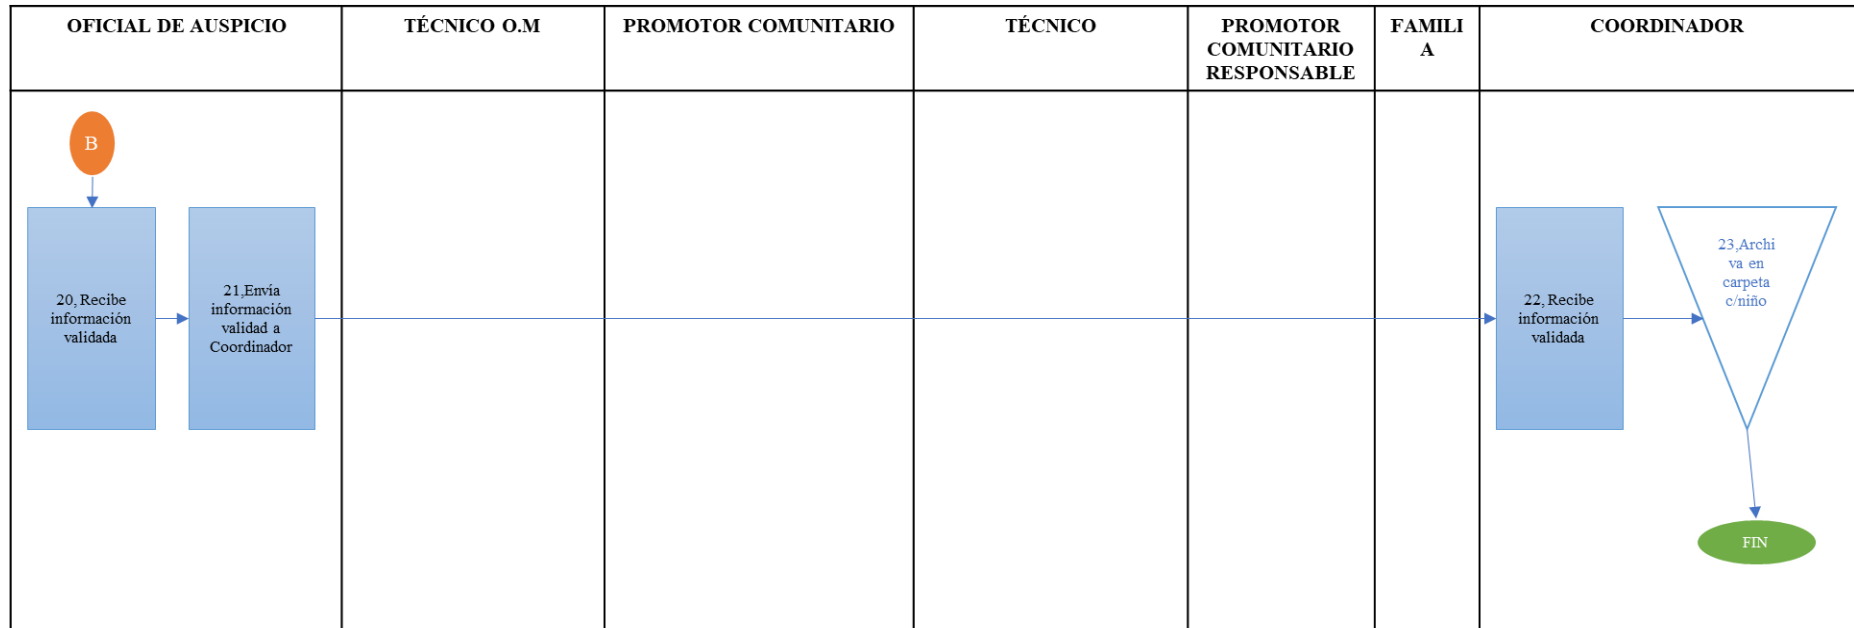 OFICIAL DE AUSPICIO
TÉCNICO O.M
PROMOTOR COMUNITARIO
TÉCNICO
PROMOTOR
COMUNITARIO
RESPONSABLE
FAMILI
A
COORDINADOR
B
20, Recibe
información
validada
21,Envía
información
validad a
Coordinador
22, Recibe
información
validada
23,Archi
va en
carpeta
c/niño
FIN